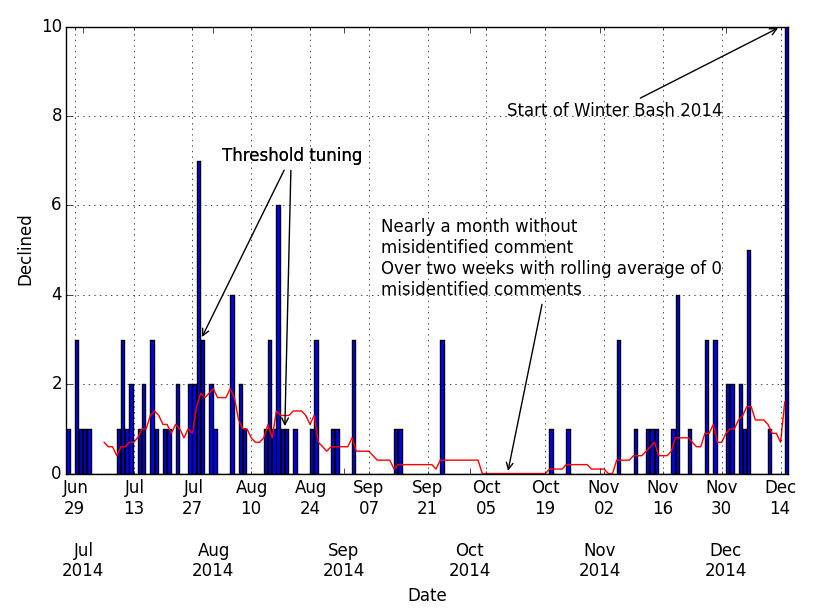 10
8
6
4
2
0
Declined
Start of Winter Bash 2014
Threshold tuning
Nearly a month without
misidentified comment
Over two weeks with rolling average of 0
misidentified comments
Jun Jul Jul Aug Aug Sep Sep Oct Oct Nov Nov Nov Dec
29 13 27 10 24 07 21 05 19 02 16 30 14
Jul Aug Sep Oct Nov Dec
2014 2014 2014 2014 2014 2014
Date